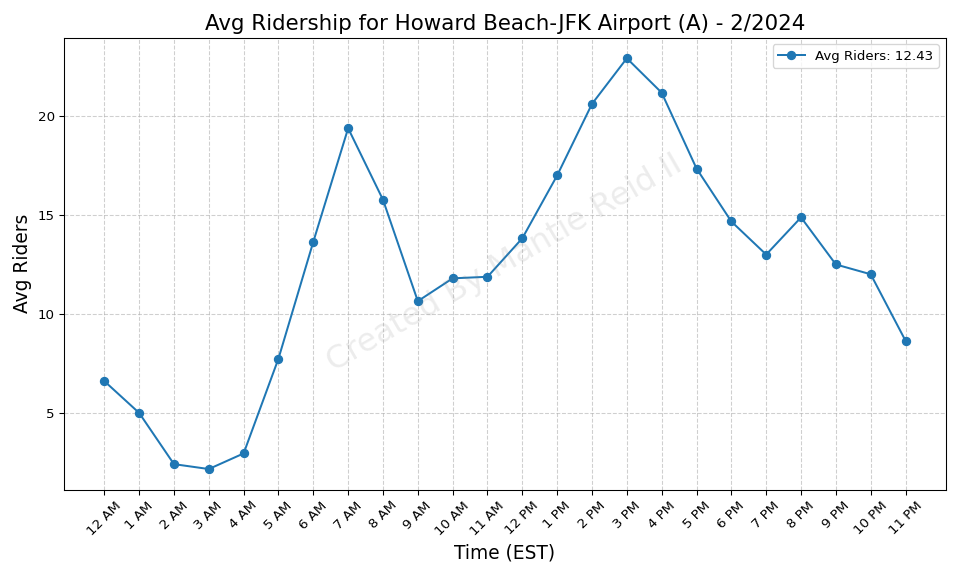 Avg Ridership for Howard Beach-JFK Airport (A) - 2/2024
Avg Riders: 12.43
Avg Riders
20
15
10
5
Created By Mantie Reid II
12 AM
1 AM
2 AM
3 AM
4 AM
5 AM
6 AM
7 AM
8 AM
9 AM
10 AM
11 AM
12 PM
1 PM
2 PM
3 PM
4 PM
5 PM
6 PM
7 PM
8 PM
9 PM
10 PM
11 PM
Time (EST)